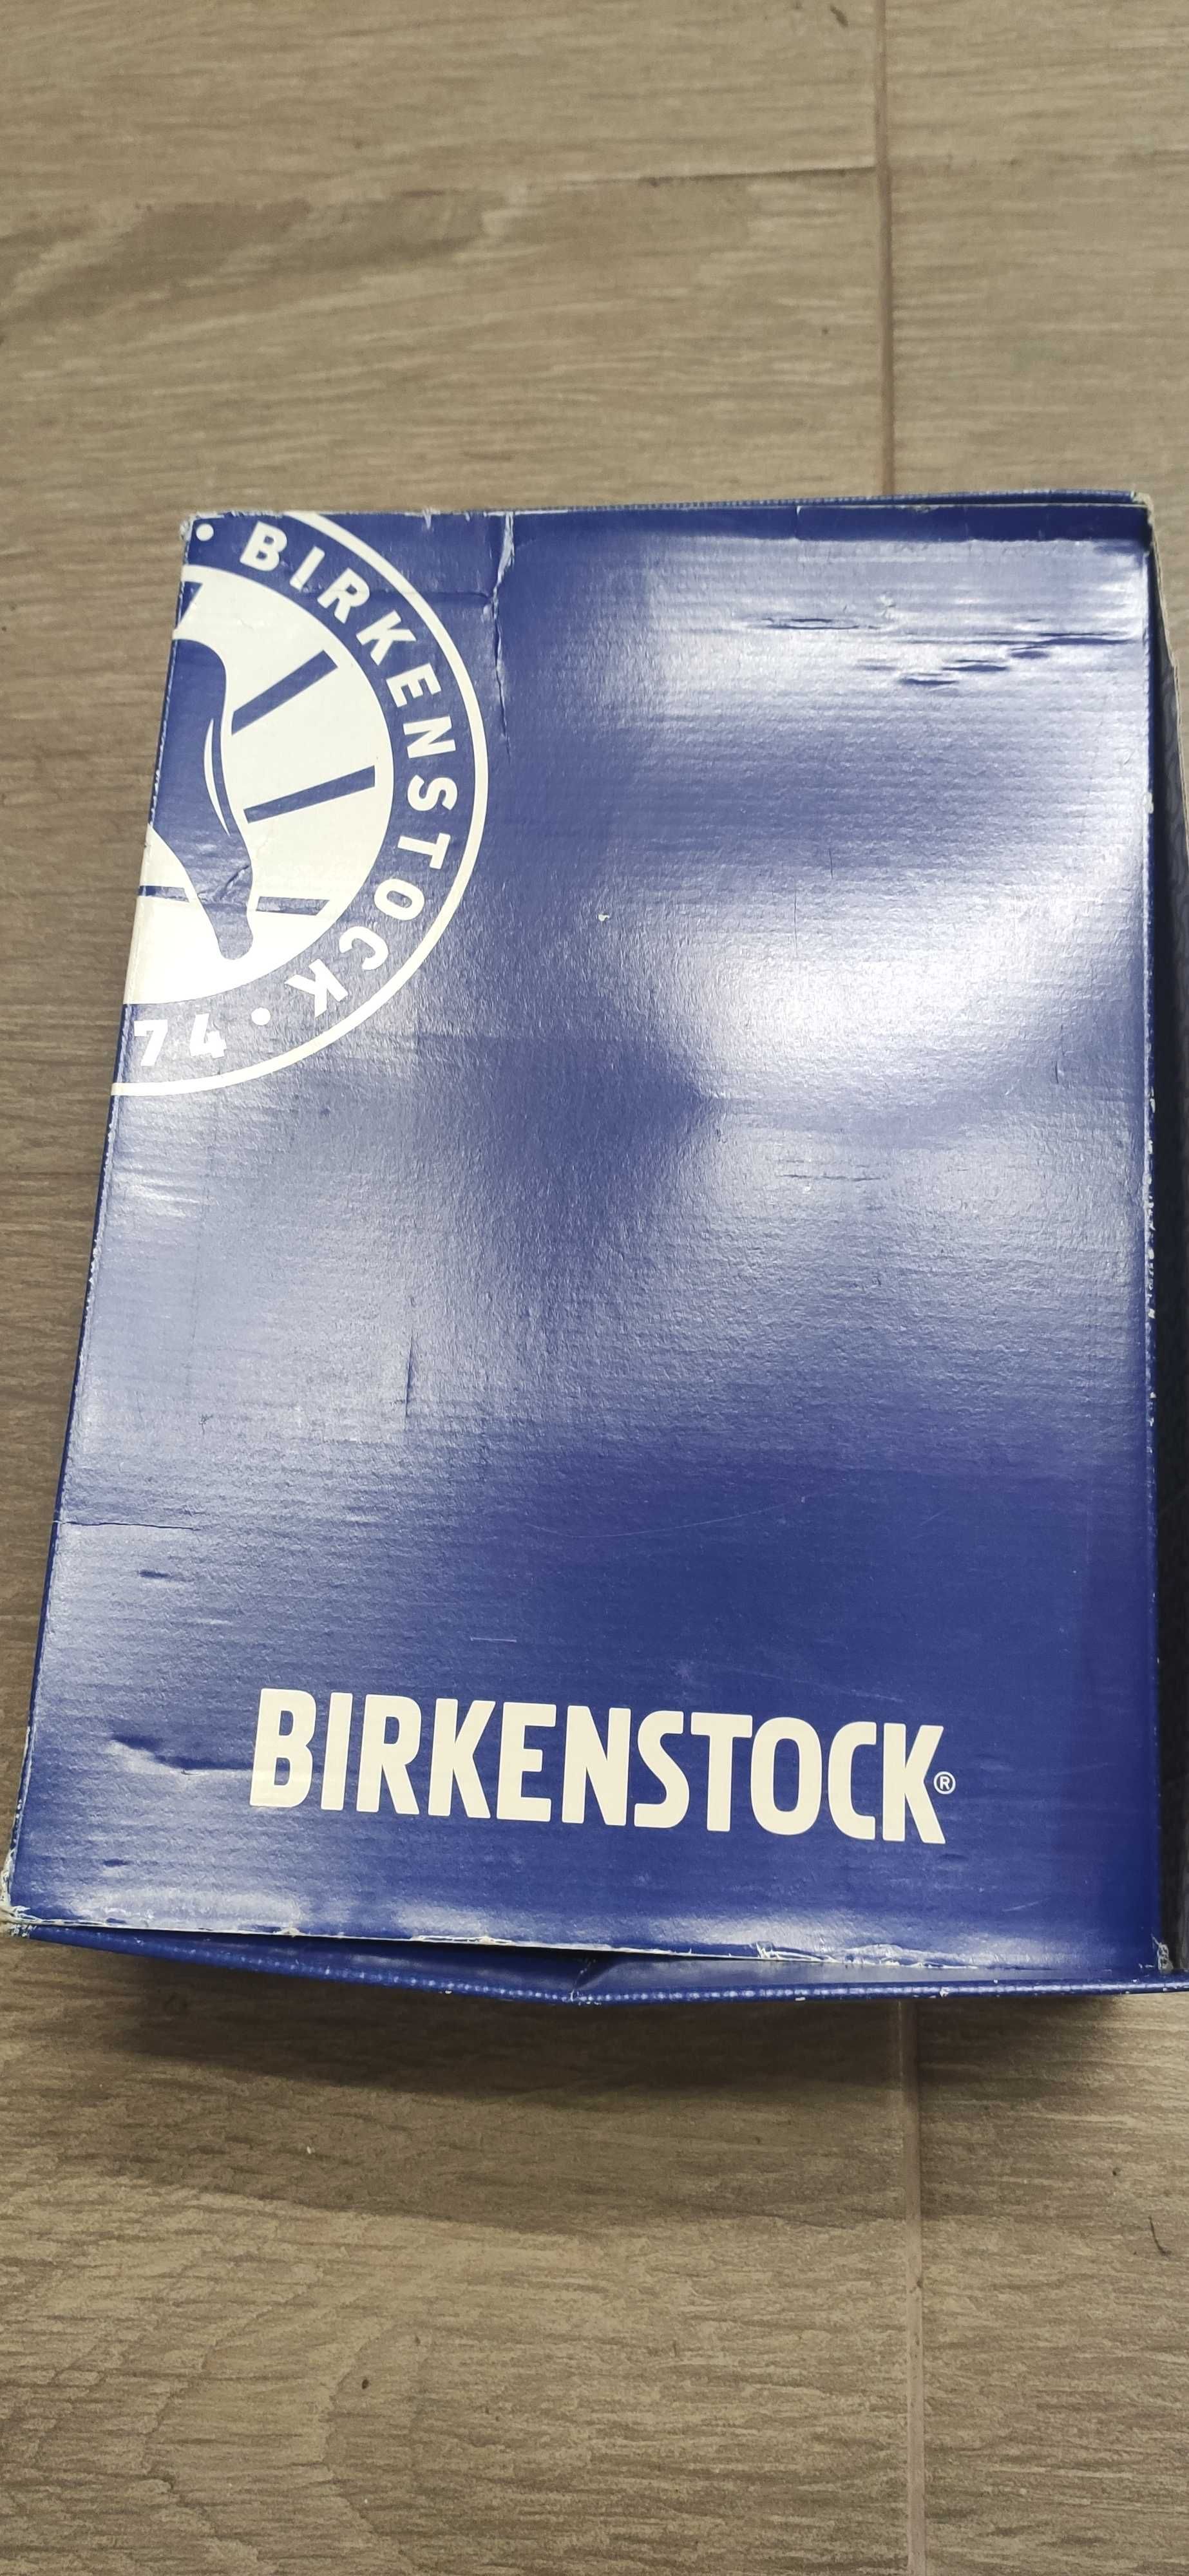 • BIRKENSTOCK •
74
BIRKENSTOCK®